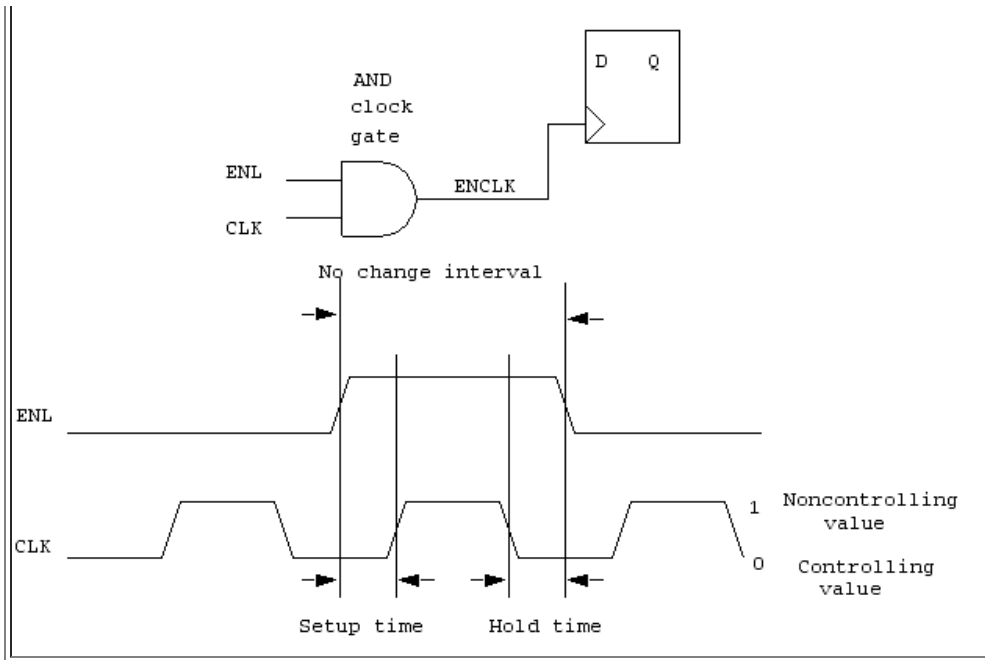 D Q
AND
clock
gate
ENL
ENCLK
CLK
No change interval
ENL
1 Noncontrolling
value
CLK
0 Controlling
value
Setup time Hold time